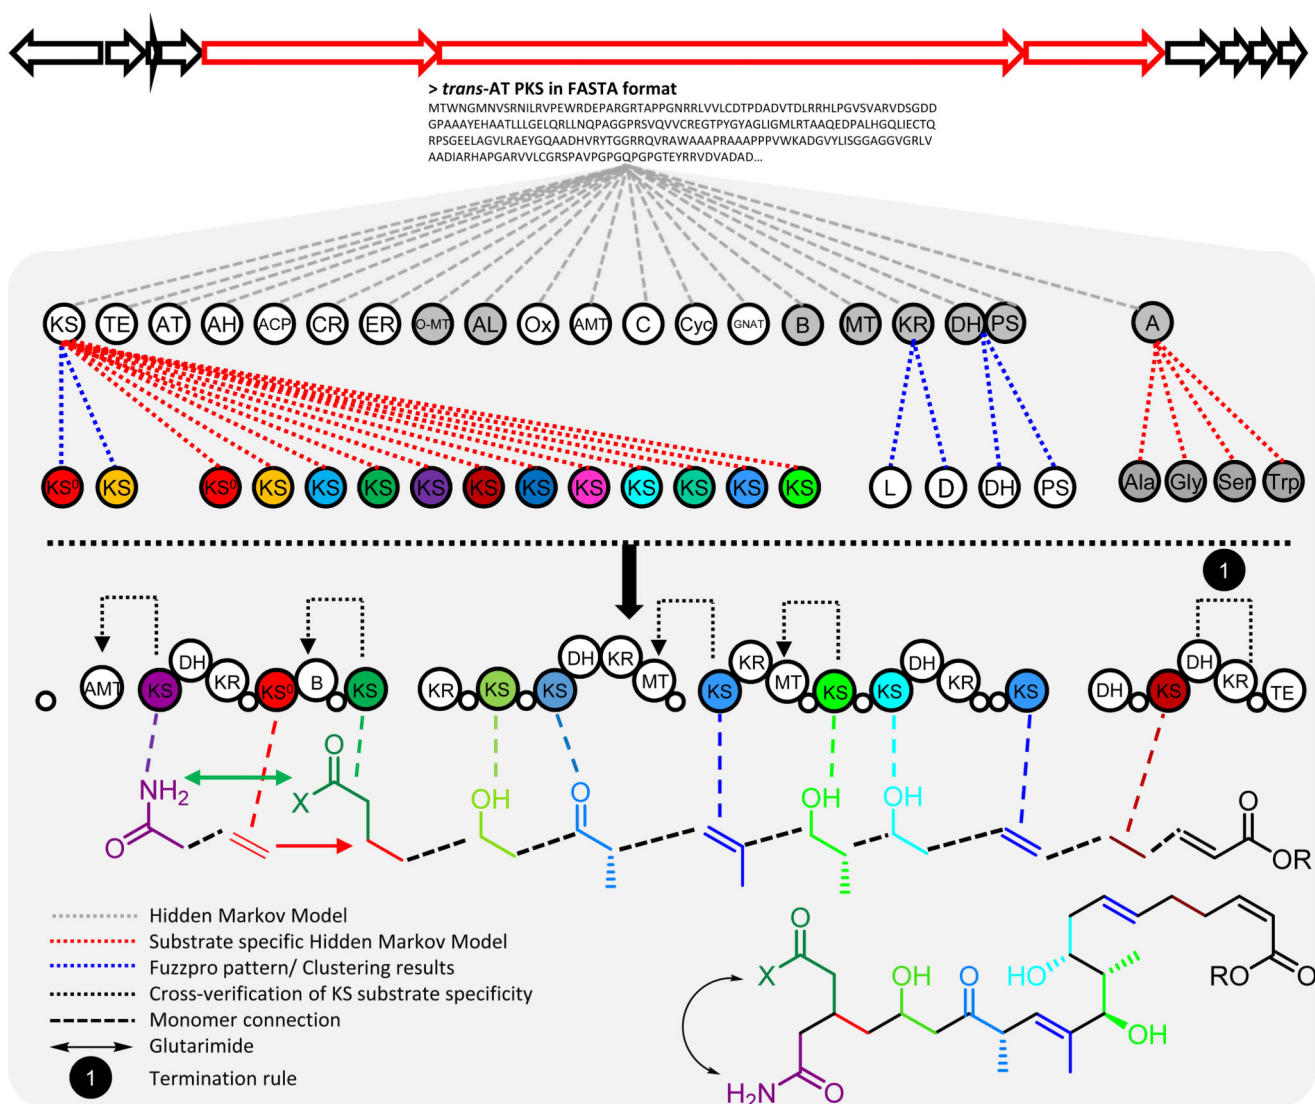 > trans-AT PKS in FASTA format
MTWNGMNVSRNILRVPEWRDEPARGRTAPPGNRRLVVLCDTPDADVTDLRRHLPGVSVARVDSGDD
GPAAAYEHAATLLLGELQRLLNQPAGGPRSVQVVCREGTPYGYAGLIGMLRTAAQEDPALHGQLIECTQ
RPSGEELAGVLRAEYGQAADHVRYTGGRRQVRAWAAAPRAAAPPPVWKADGVYLISGGAGGVGRLV
AADIARHAPGARVVLCGRSPAVPGPGQPGPGTEYRRVDVADAD...
KS TE AT AH ACP CR ER O-MT AL Ox AMT C Cyc GNAT B MT KR DH PS A
KS⁰ KS KS⁰ KS KS KS KS KS KS KS KS KS KS KS L D DH PS Ala Gly Ser Trp
1
AMT KS DH KR KS⁰ B KS KR KS KS DH KR MT KS KR MT KS KS DH KR KS DH KS DH KR TE
NH₂ O X O OH O OH OH O OR
Hidden Markov Model
Substrate specific Hidden Markov Model
Fuzzpro pattern/ Clustering results
Cross-verification of KS substrate specificity
Monomer connection
Glutarimide
1 Termination rule
O X OH O HO OH RO O
H₂N O